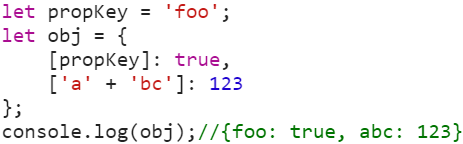 let propKey = 'foo';
let obj = {
    [propKey]: true,
    ['a' + 'bc']: 123
};
console.log(obj);//{foo: true, abc: 123}